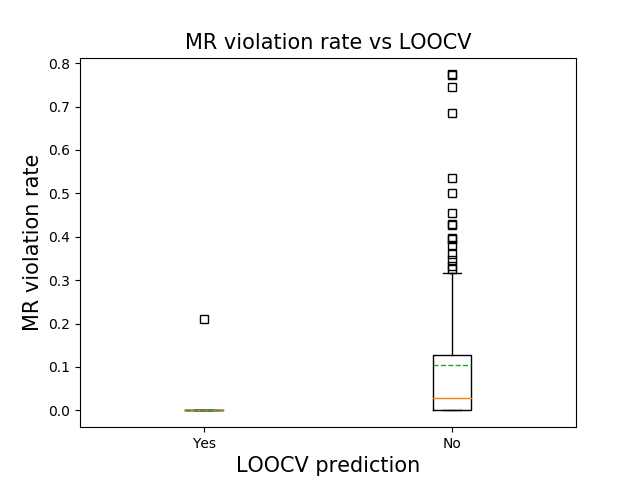 MR violation rate vs LOOCV
0.8
0.7
0.6
0.5
0.4
0.3
0.2
0.1
0.0
MR violation rate
Yes
No
LOOCV prediction